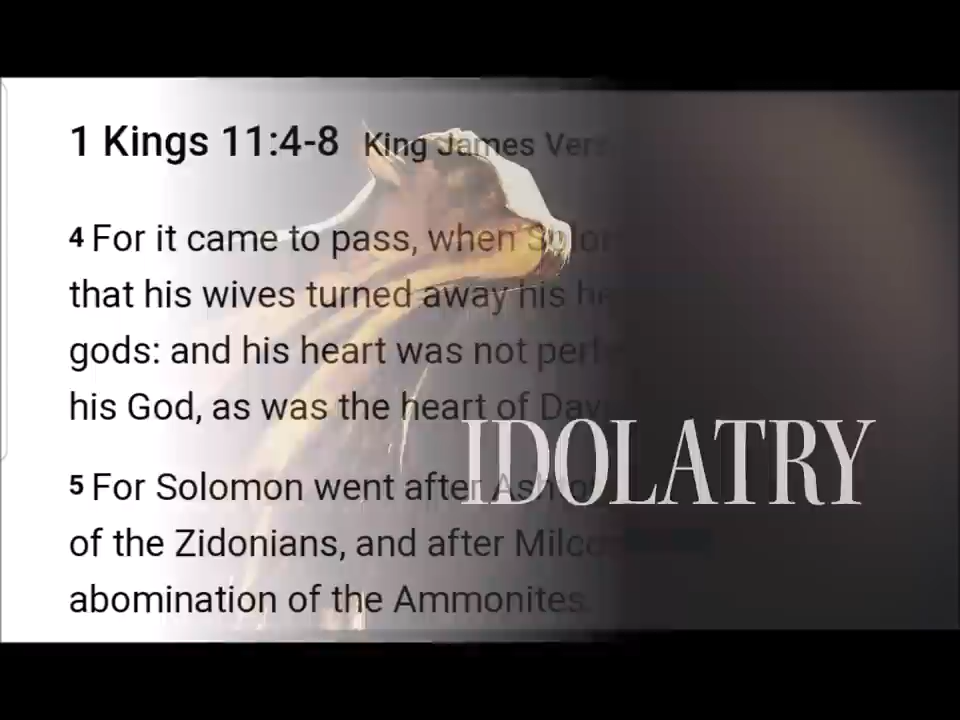 1 Kings 11:4-8 King James
4 For it came to pass, when
that his wives turned away his
gods: and his heart was not
his God, as was the heart of
IDOLATRY
5 For Solomon went after
of the Zidonians, and after
abomination of the Ammonites.